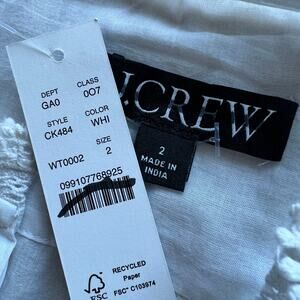 DEPT CLASS
GA0 007
STYLE COLOR
CK484 WHI
SIZE
WT0002 2
099107768925
FSC
RECYCLED
Paper
FSC® C103974
J.CREW
2
MADE IN
INDIA